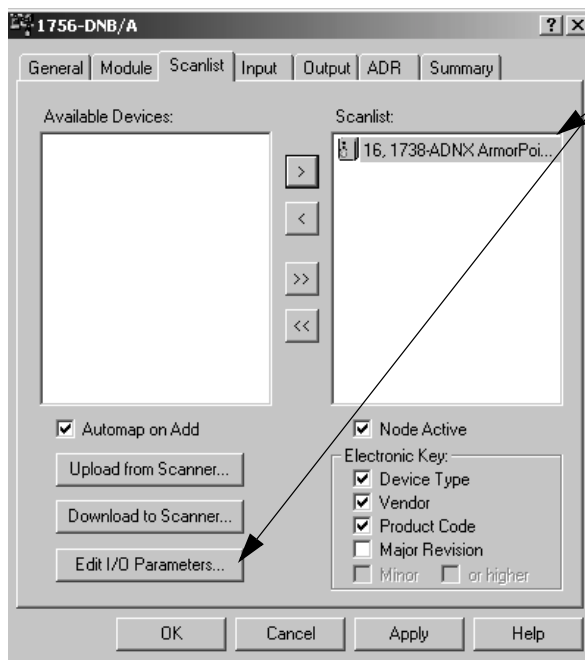 1756-DNB/A
General Module Scanlist Input Output ADR Summary
Available Devices:
Scanlist:
16, 1738-ADNX ArmorPoi...
>
<
>>
<<
Automap on Add
Upload from Scanner...
Download to Scanner...
Edit I/O Parameters...
Node Active
Electronic Key:
Device Type
Vendor
Product Code
Major Revision
Minor or higher
OK Cancel Apply Help